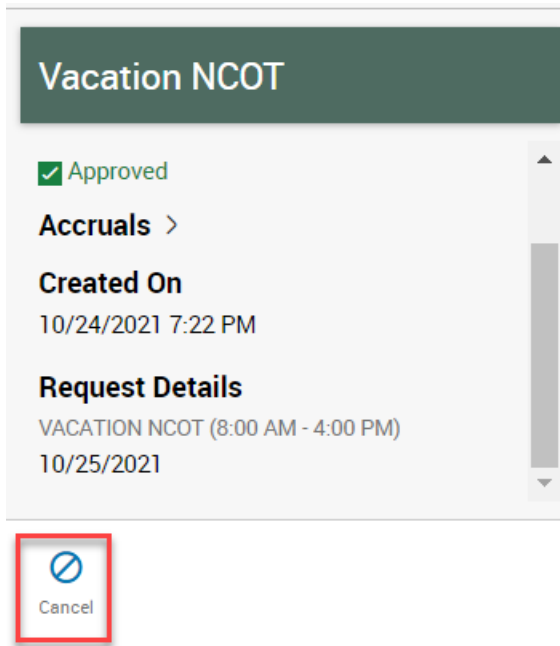 Vacation NCOT
Approved
Accruals >
Created On
10/24/2021 7:22 PM
Request Details
VACATION NCOT (8:00 AM - 4:00 PM)
10/25/2021
Cancel